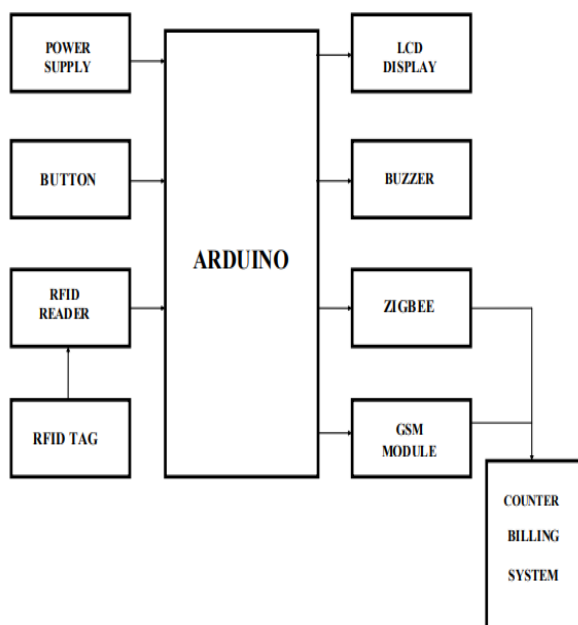 POWER
SUPPLY
BUTTON
RFID
READER
RFID TAG
ARDUINO
LCD
DISPLAY
BUZZER
ZIGBEE
GSM
MODULE
COUNTER
BILLING
SYSTEM